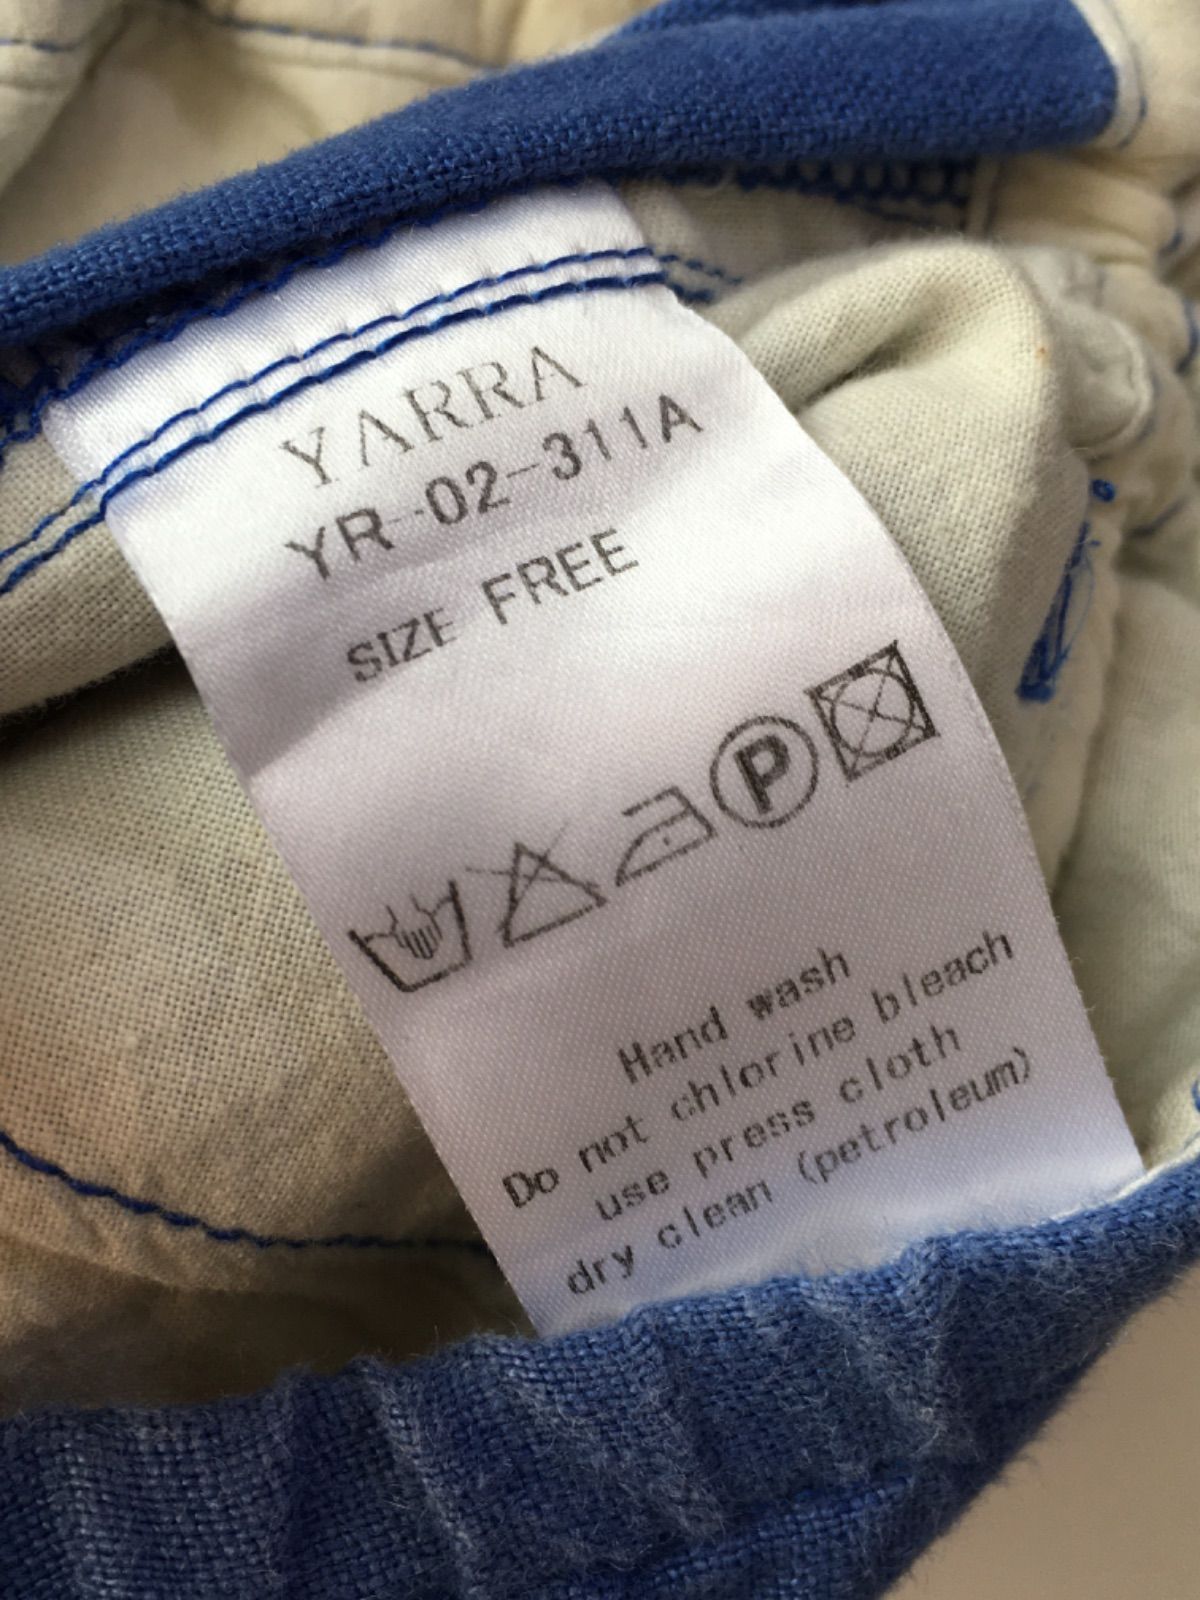 YARRA
YR-02-311A
SIZE FREE
P
Hand wash
Do not chlorine bleach
use press cloth
dry clean (petroleum)